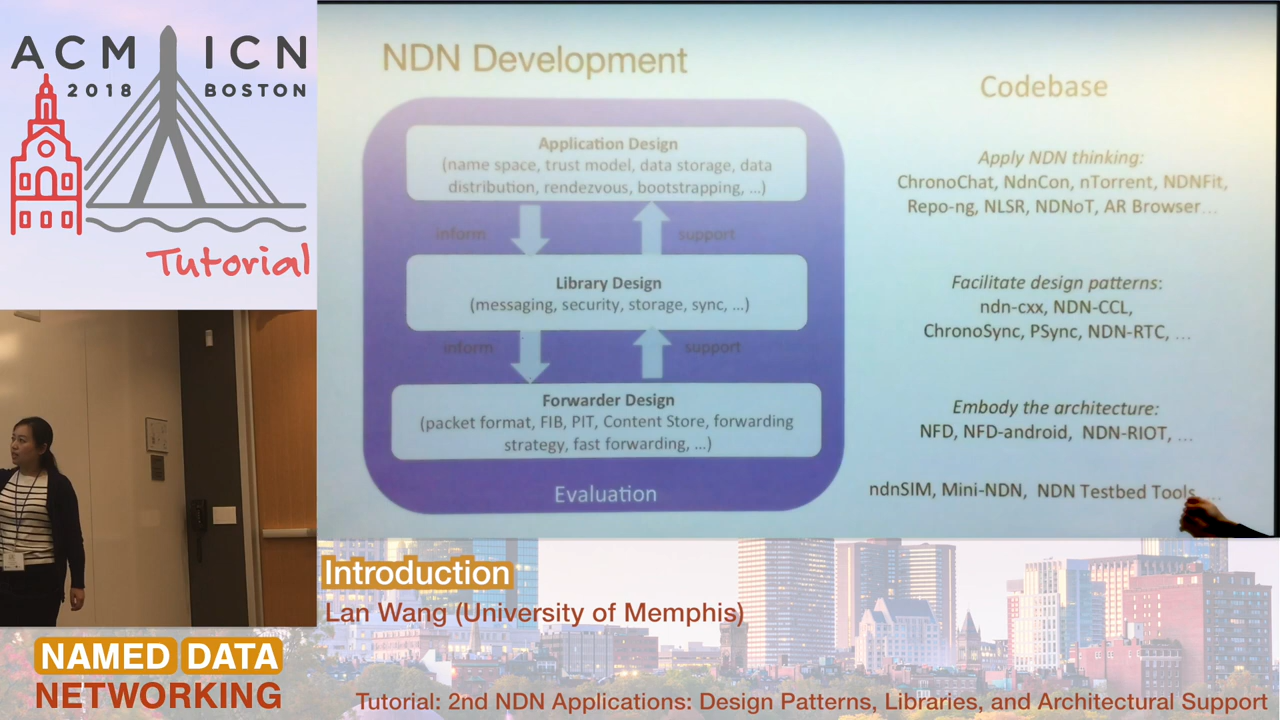 ACM ICN
2018 BOSTON
Tutorial
NDN Development
Application Design
(name space, trust model, data storage, data
distribution, rendezvous, bootstrapping, ...)
inform
support
Library Design
(messaging, security, storage, sync, ...)
inform
support
Forwarder Design
(packet format, FIB, PIT, Content Store, forwarding
strategy, fast forwarding, ...)
Evaluation
Codebase
Apply NDN thinking:
ChronoChat, NdnCon, nTorrent, NDNFit,
Repo-ng, NLSR, NDNoT, AR Browser...
Facilitate design patterns:
ndn-cxx, NDN-CCL,
ChronoSync, PSync, NDN-RTC, ...
Embody the architecture:
NFD, NFD-android, NDN-RIOT, ...
ndnSIM, Mini-NDN, NDN Testbed Tools ...
Introduction
Lan Wang (University of Memphis)
NAMED DATA
NETWORKING
Tutorial: 2nd NDN Applications: Design Patterns, Libraries, and Architectural Support